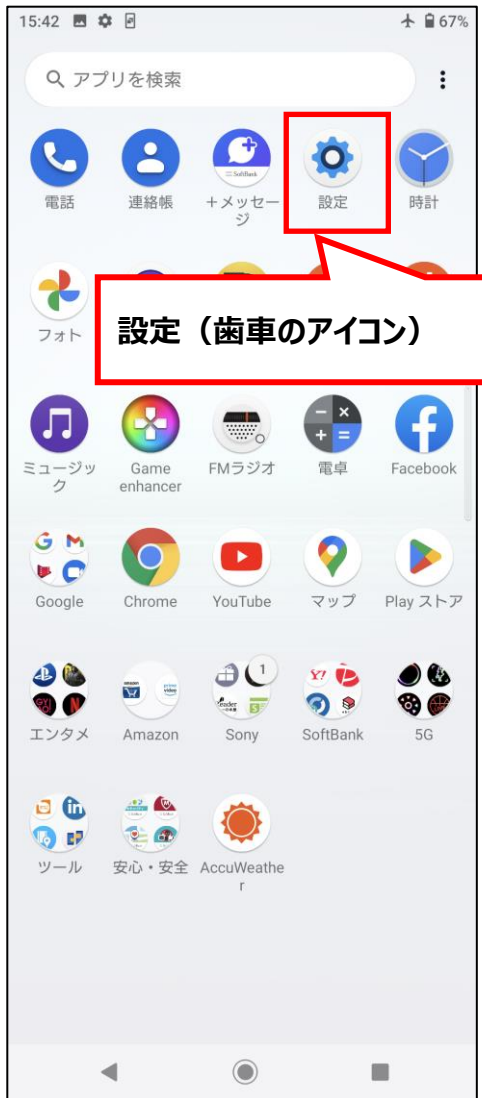 15:42
67%
アプリを検索
電話
連絡帳
+メッセー
ジ
設定
時計
フォト
設定（歯車のアイコン）
ミュージッ
ク
Game
enhancer
FMラジオ
電卓
Facebook
Google
Chrome
YouTube
マップ
Play ストア
エンタメ
Amazon
Sony
1
SoftBank
5G
ツール
安心・安全
AccuWeathe
r